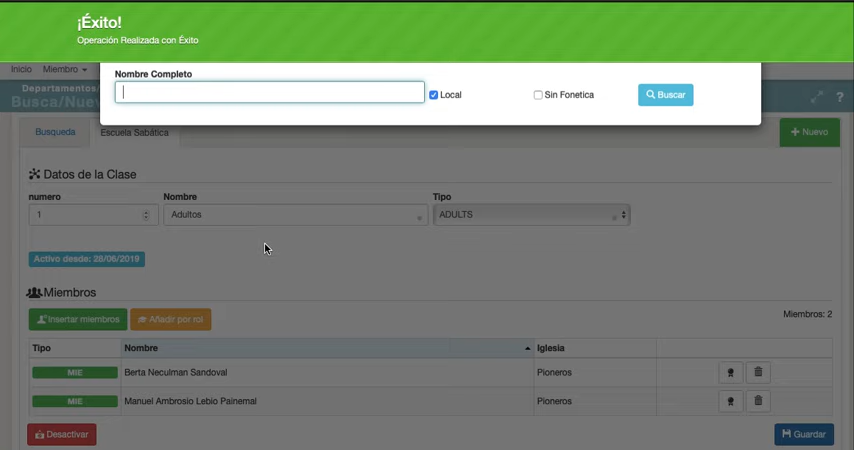 ¡Éxito!
Operación Realizada con Éxito
Inicio Miembro
Nombre Completo
Local
Sin Fonetica
Buscar
Departamentos/
Busca/Nuev
?
Busqueda Escuela Sabática
+ Nuevo
Datos de la Clase
numero Nombre Tipo
1 Adultos ADULTS
Activo desde: 28/06/2019
Miembros
Insertar miembros Añadir por rol Miembros: 2
Tipo Nombre Iglesia
MIE Berta Neculman Sandoval Pioneros
MIE Manuel Ambrosio Lebio Painemal Pioneros
Desactivar Guardar